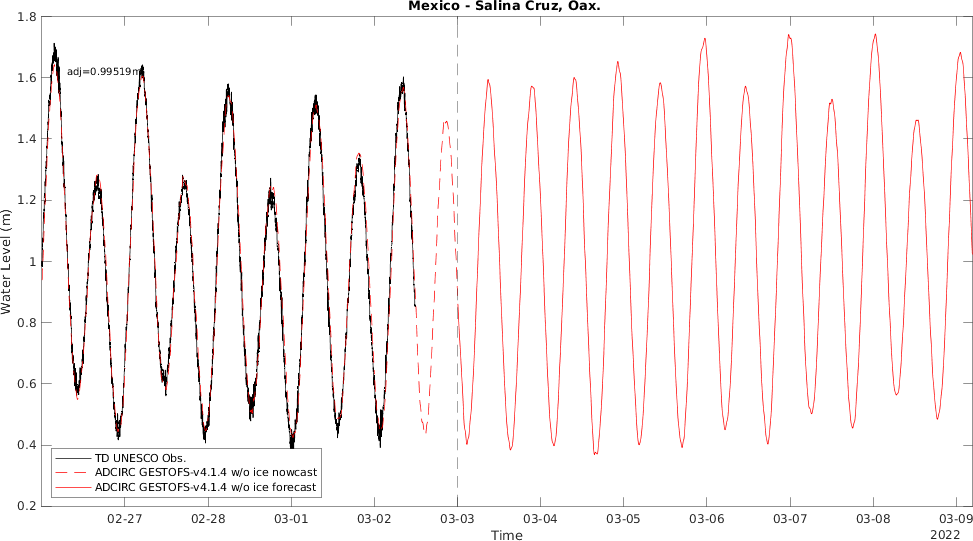 Mexico - Salina Cruz, Oax.
1.8
1.6
1.4
1.2
1
0.8
0.6
0.4
0.2
Water Level (m)
adj=0.99519m
TD UNESCO Obs.
ADCIRC GESTOFS-v4.1.4 w/o ice nowcast
ADCIRC GESTOFS-v4.1.4 w/o ice forecast
02-27 02-28 03-01 03-02 03-03 03-04 03-05 03-06 03-07 03-08 03-09
2022
Time